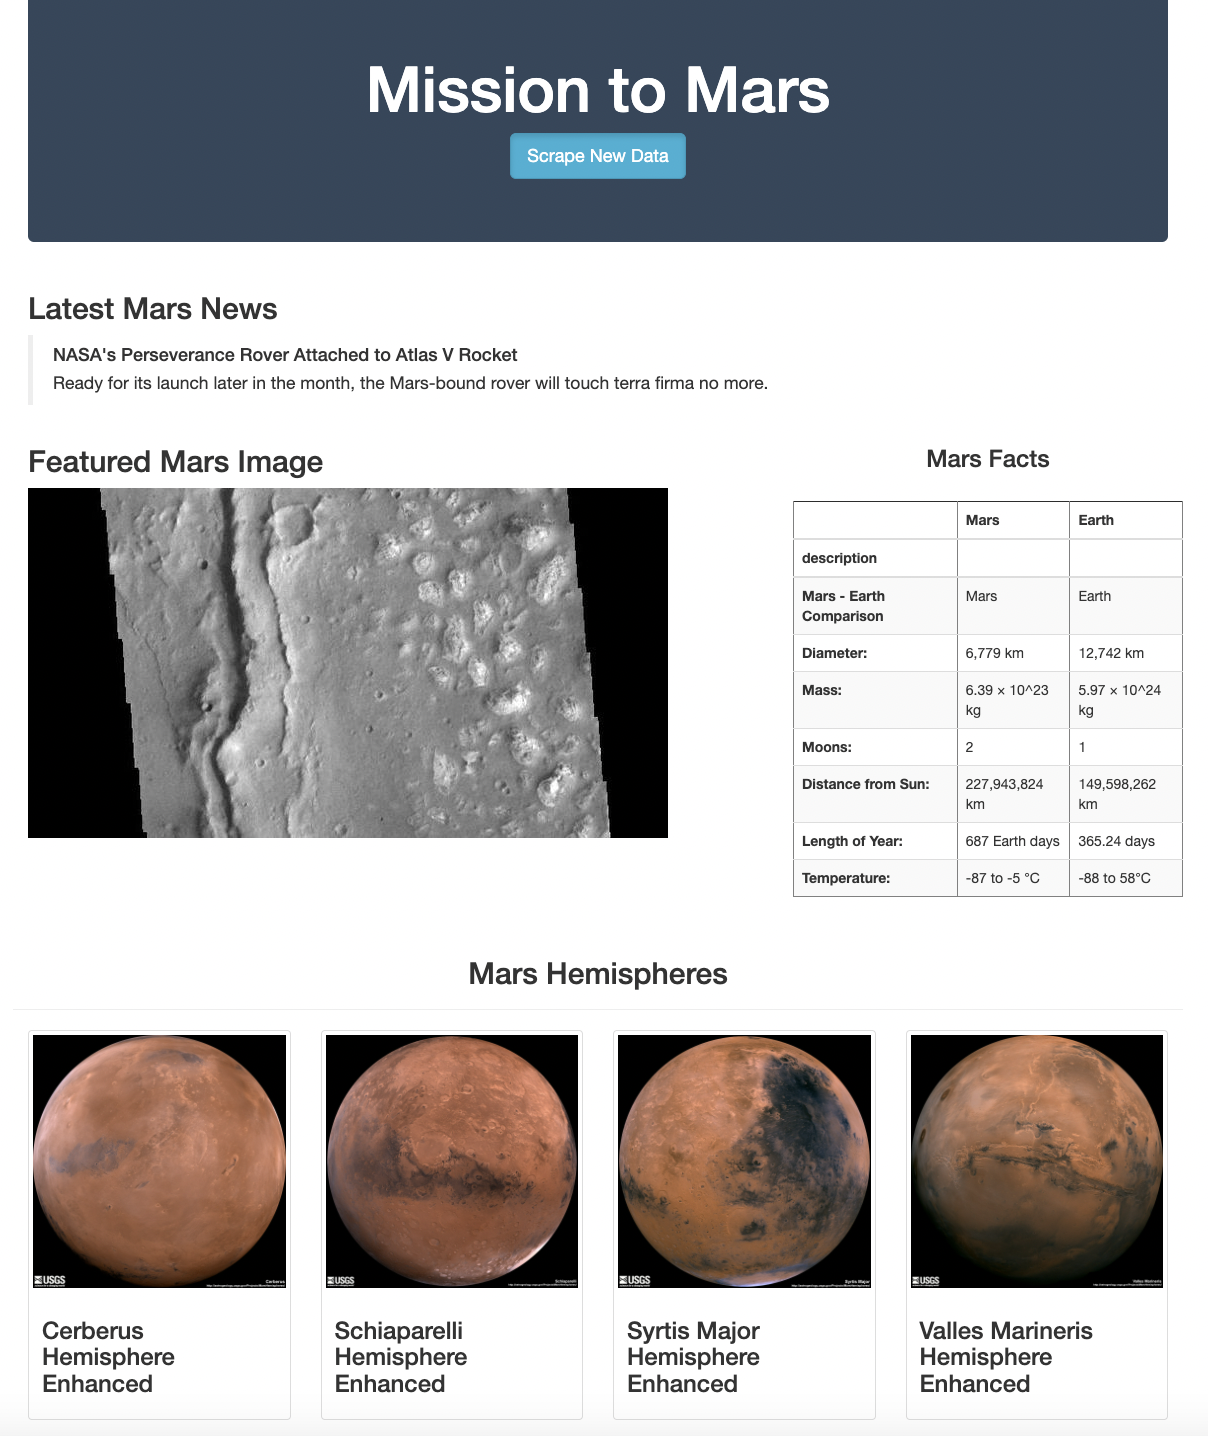 Mission to Mars
Scrape New Data
Latest Mars News
NASA's Perseverance Rover Attached to Atlas V Rocket
Ready for its launch later in the month, the Mars-bound rover will touch terra firma no more.
Featured Mars Image
Mars Facts
Mars Earth
description
Mars - Earth Comparison Mars Earth
Diameter: 6,779 km 12,742 km
Mass: 6.39 × 10^23 kg 5.97 × 10^24 kg
Moons: 2 1
Distance from Sun: 227,943,824 km 149,598,262 km
Length of Year: 687 Earth days 365.24 days
Temperature: -87 to -5 °C -88 to 58°C
Mars Hemispheres
USGS
Cerberus
USGS
Schiaparelli
USGS
Syrtis Major
USGS
Valles Marineris
Cerberus
Hemisphere
Enhanced
Schiaparelli
Hemisphere
Enhanced
Syrtis Major
Hemisphere
Enhanced
Valles Marineris
Hemisphere
Enhanced